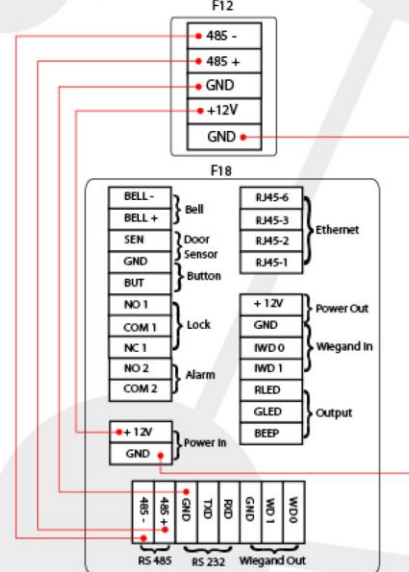 F12
485 -
485 +
GND
+12V
GND
F18
BELL -
BELL +
Bell
SEN
GND
Door
Sensor
BUT
Button
NO 1
COM 1
NC 1
Lock
NO 2
COM 2
Alarm
+ 12V
GND
Power In
RJ45-6
RJ45-3
RJ45-2
RJ45-1
Ethernet
+ 12V
Power Out
GND
IWD 0
IWD 1
Wiegand In
RLED
GLED
BEEP
Output
485 -
485 +
GND
TXD
RXD
GND
WD 1
WD 0
RS 485
RS 232
Wiegand Out